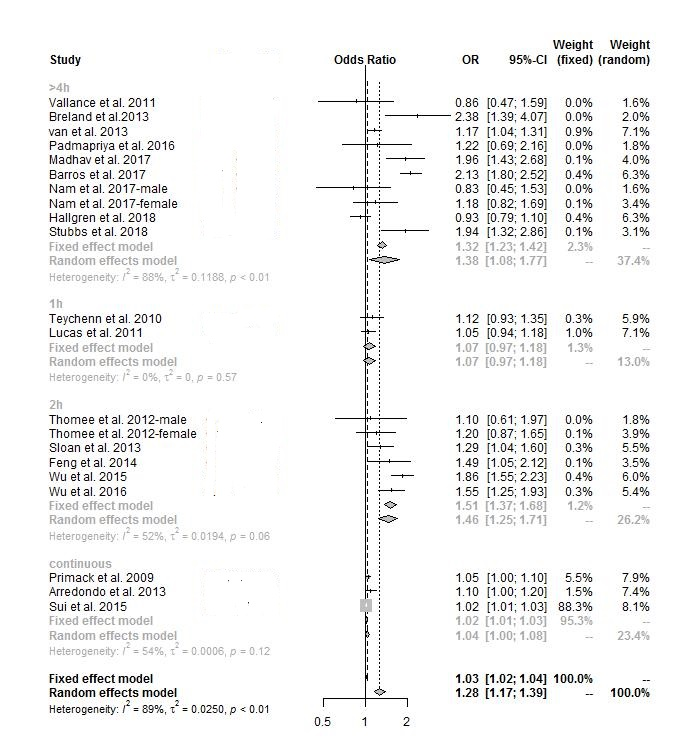 Weight Weight
Study Odds Ratio OR 95%-CI (fixed) (random)
>4h
Vallance et al. 2011 0.86 [0.47; 1.59] 0.0% 1.6%
Breland et al.2013 2.38 [1.39; 4.07] 0.0% 2.0%
van et al. 2013 1.17 [1.04; 1.31] 0.9% 7.1%
Padmapriya et al. 2016 1.22 [0.69; 2.16] 0.0% 1.8%
Madhav et al. 2017 1.96 [1.43; 2.68] 0.1% 4.0%
Barros et al. 2017 2.13 [1.80; 2.52] 0.4% 6.3%
Nam et al. 2017-male 0.83 [0.45; 1.53] 0.0% 1.6%
Nam et al. 2017-female 1.18 [0.82; 1.69] 0.1% 3.4%
Hallgren et al. 2018 0.93 [0.79; 1.10] 0.4% 6.3%
Stubbs et al. 2018 1.94 [1.32; 2.86] 0.1% 3.1%
Fixed effect model 1.32 [1.23; 1.42] 2.3% --
Random effects model 1.38 [1.08; 1.77] -- 37.4%
Heterogeneity: I² = 88%, τ² = 0.1188, p < 0.01
1h
Teychenn et al. 2010 1.12 [0.93; 1.35] 0.3% 5.9%
Lucas et al. 2011 1.05 [0.94; 1.18] 1.0% 7.1%
Fixed effect model 1.07 [0.97; 1.18] 1.3% --
Random effects model 1.07 [0.97; 1.18] -- 13.0%
Heterogeneity: I² = 0%, τ² = 0, p = 0.57
2h
Thomee et al. 2012-male 1.10 [0.61; 1.97] 0.0% 1.8%
Thomee et al. 2012-female 1.20 [0.87; 1.65] 0.1% 3.9%
Sloan et al. 2013 1.29 [1.04; 1.60] 0.3% 5.5%
Feng et al. 2014 1.49 [1.05; 2.12] 0.1% 3.5%
Wu et al. 2015 1.86 [1.55; 2.23] 0.4% 6.0%
Wu et al. 2016 1.55 [1.25; 1.93] 0.3% 5.4%
Fixed effect model 1.51 [1.37; 1.68] 1.2% --
Random effects model 1.46 [1.25; 1.71] -- 26.2%
Heterogeneity: I² = 52%, τ² = 0.0194, p = 0.06
continuous
Primack et al. 2009 1.05 [1.00; 1.10] 5.5% 7.9%
Arredondo et al. 2013 1.10 [1.00; 1.20] 1.5% 7.4%
Sui et al. 2015 1.02 [1.01; 1.03] 88.3% 8.1%
Fixed effect model 1.02 [1.01; 1.03] 95.3% --
Random effects model 1.04 [1.00; 1.08] -- 23.4%
Heterogeneity: I² = 54%, τ² = 0.0006, p = 0.12
Fixed effect model 1.03 [1.02; 1.04] 100.0% --
Random effects model 1.28 [1.17; 1.39] -- 100.0%
Heterogeneity: I² = 89%, τ² = 0.0250, p < 0.01
0.5 1 2